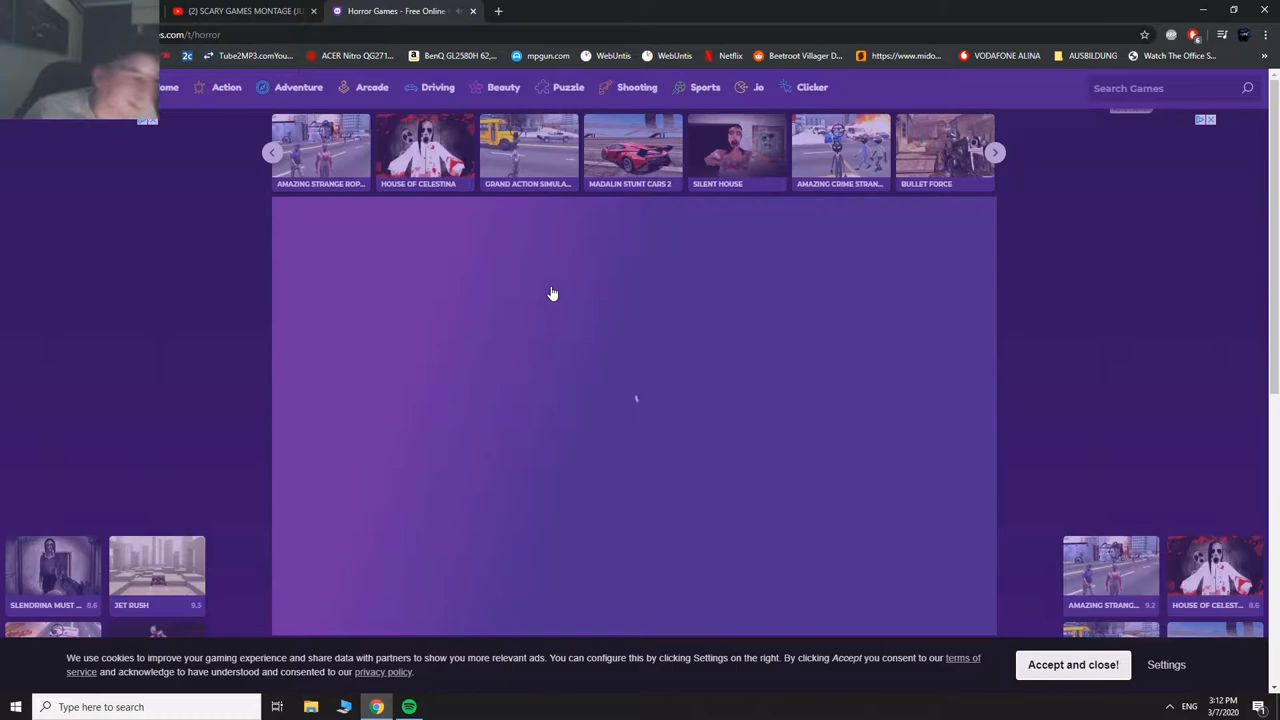 (2) SCARY GAMES MONTAGE (JU
Horror Games - Free Online
es.com/t/horror
Tube2MP3.comYou...
ACER Nitro QG271...
BenQ GL2580H 62,...
mpgun.com
WebUntis
WebUntis
Netflix
Beetroot Villager D...
https://www.mido...
VODAFONE ALINA
AUSBILDUNG
Watch The Office S...
ome
Action
Adventure
Arcade
Driving
Beauty
Puzzle
Shooting
Sports
.io
Clicker
Search Games
AMAZING STRANGE ROP...
HOUSE OF CELESTINA
GRAND ACTION SIMULA...
MADALIN STUNT CARS 2
SILENT HOUSE
AMAZING CRIME STRAN...
BULLET FORCE
SLENDRINA MUST ... 8.6
JET RUSH 9.3
AMAZING STRANG... 9.2
HOUSE OF CELEST... 8.6
We use cookies to improve your gaming experience and share data with partners to show you more relevant ads. You can configure this by clicking Settings on the right. By clicking Accept you consent to our terms of
service and acknowledge to have understood and consented to our privacy policy.
Accept and close!
Settings
Type here to search
ENG
3:12 PM
3/7/2020